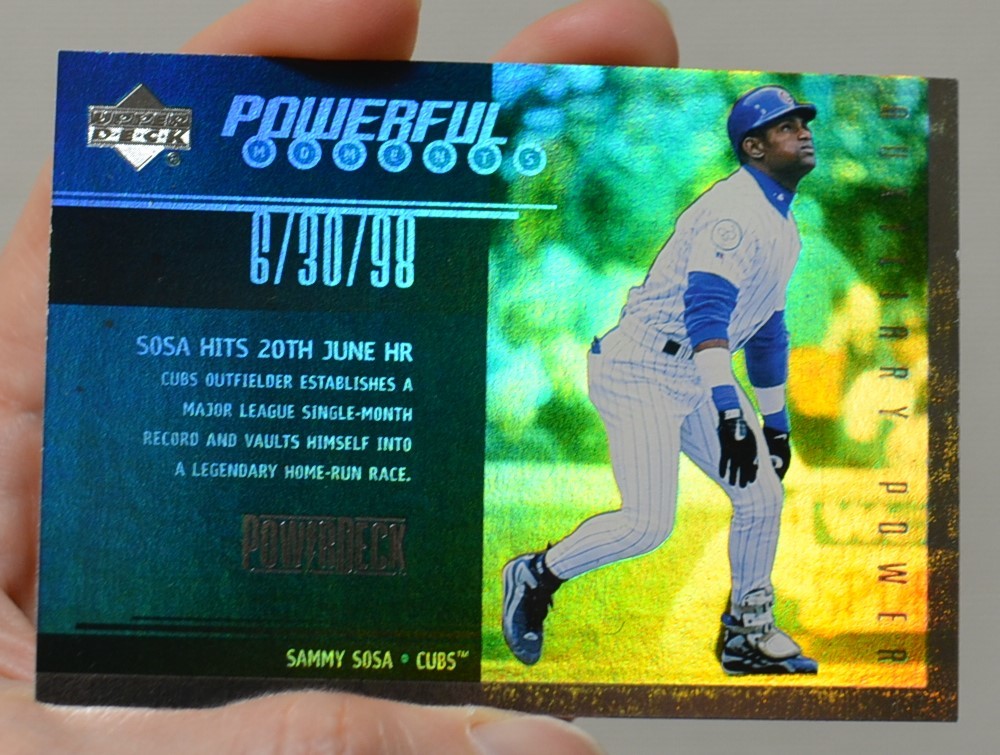 UPPER
DECK
POWERFUL
MOMENTS
6/30/98
SOSA HITS 20TH JUNE HR
CUBS OUTFIELDER ESTABLISHES A
MAJOR LEAGUE SINGLE-MONTH
RECORD AND VAULTS HIMSELF INTO
A LEGENDARY HOME-RUN RACE.
POWERDECK
SAMMY SOSA • CUBS™
AUXILIARY POWER